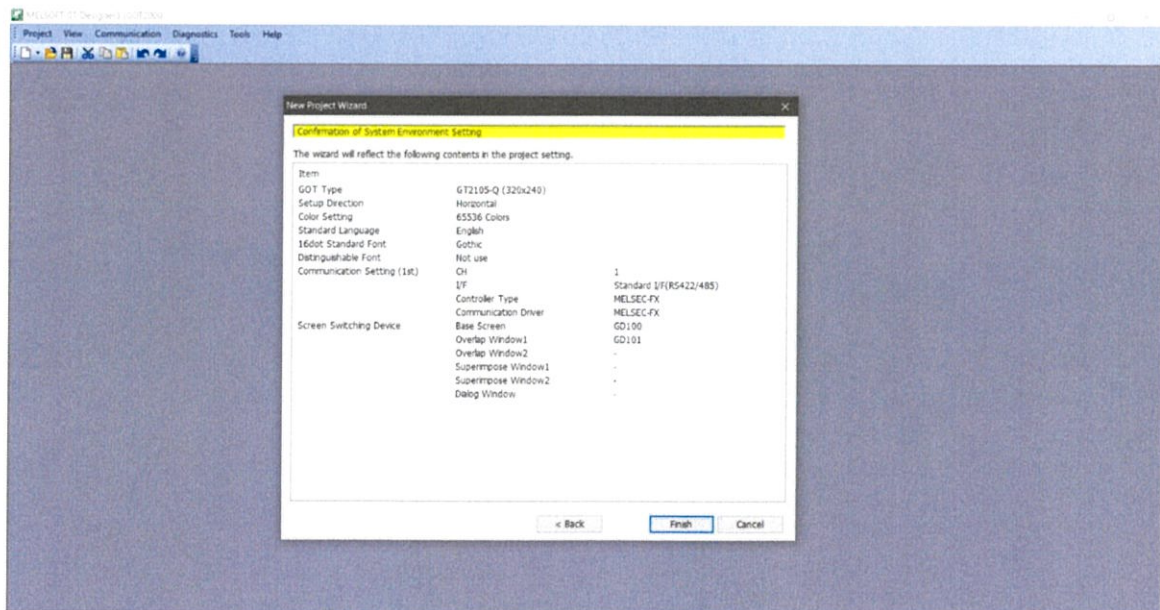 MELSOFT GT Designer3 (GOT2000)
Project View Communication Diagnostics Tools Help
New Project Wizard
Confirmation of System Environment Setting
The wizard will reflect the following contents in the project setting.
Item
GOT Type GT2105-Q (320x240)
Setup Direction Horizontal
Color Setting 65536 Colors
Standard Language English
16dot Standard Font Gothic
Distinguishable Font Not use
Communication Setting (1st) CH 1
I/F Standard I/F(RS422/485)
Controller Type MELSEC-FX
Communication Driver MELSEC-FX
Screen Switching Device Base Screen GD100
Overlap Window1 GD101
Overlap Window2 -
Superimpose Window1 -
Superimpose Window2 -
Dialog Window -
< Back Finish Cancel